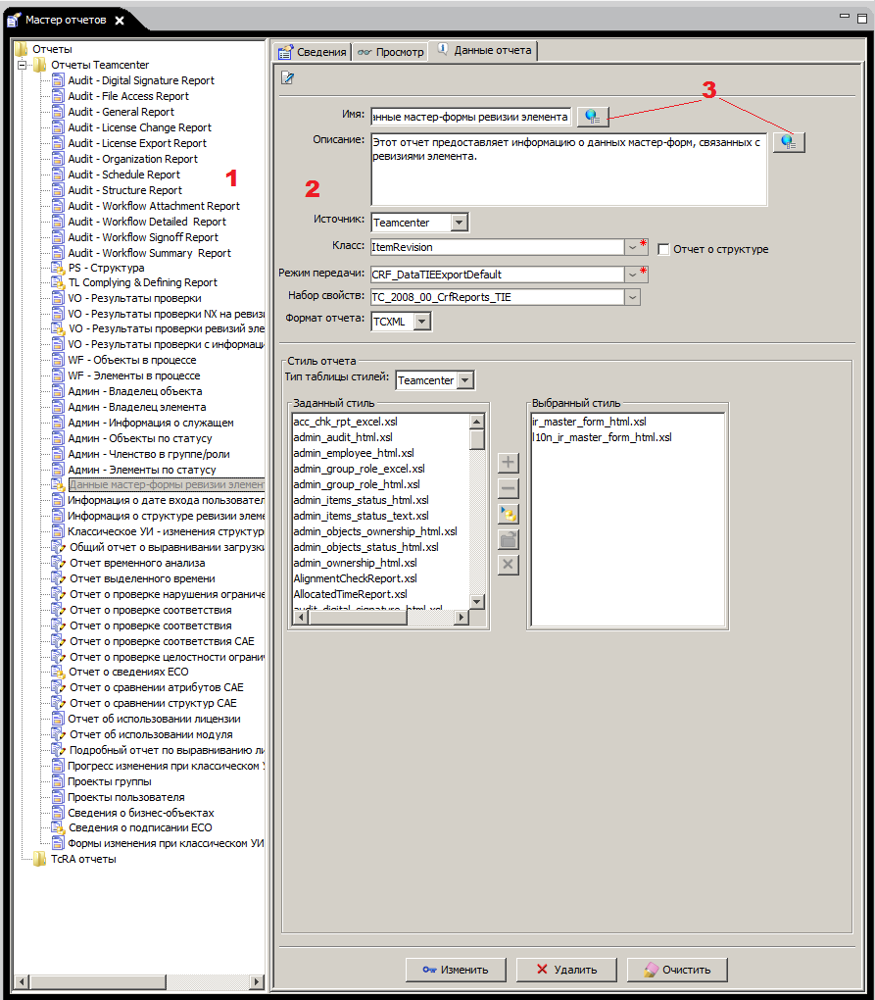 Мастер отчетов
Отчеты
Отчеты Teamcenter
Audit - Digital Signature Report
Audit - File Access Report
Audit - General Report
Audit - License Change Report
Audit - License Export Report
Audit - Organization Report
Audit - Schedule Report
Audit - Structure Report
Audit - Workflow Attachment Report
Audit - Workflow Detailed Report
Audit - Workflow Signoff Report
Audit - Workflow Summary Report
PS - Структура
TL Complying & Defining Report
VO - Результаты проверки
VO - Результаты проверки NX на ревиз
VO - Результаты проверки ревизий эле
VO - Результаты проверки с информаци
WF - Объекты в процессе
WF - Элементы в процессе
Админ - Владелец объекта
Админ - Владелец элемента
Админ - Информация о служащем
Админ - Объекты по статусу
Админ - Членство в группе/роли
Админ - Элементы по статусу
Данные мастер-формы ревизии элемент
Информация о дате входа пользовател
Информация о структуре ревизии элем
Классическое УИ - изменения структур
Общий отчет о выравнивании загрузки
Отчет временного анализа
Отчет выделенного времени
Отчет о проверке нарушения ограниче
Отчет о проверке соответствия
Отчет о проверке соответствия
Отчет о проверке соответствия CAE
Отчет о проверке целостности ограни
Отчет о сведениях ECO
Отчет о сравнении атрибутов CAE
Отчет о сравнении структур CAE
Отчет об использовании лицензии
Отчет об использовании модуля
Подробный отчет по выравниванию ли
Прогресс изменения при классическом У
Проекты группы
Проекты пользователя
Сведения о бизнес-объектах
Сведения о подписании ECO
Формы изменения при классическом УИ
TcRA отчеты
1
Сведения
Просмотр
Данные отчета
3
Имя: анные мастер-формы ревизии элемента
Описание: Этот отчет предоставляет информацию о данных мастер-форм, связанных с
ревизиями элемента.
2
Источник: Teamcenter
Класс: ItemRevision * Отчет о структуре
Режим передачи: CRF_DataTIEExportDefault *
Набор свойств: TC_2008_00_CrfReports_TIE
Формат отчета: TCXML
Стиль отчета
Тип таблицы стилей: Teamcenter
Заданный стиль
acc_chk_rpt_excel.xsl
admin_audit_html.xsl
admin_employee_html.xsl
admin_group_role_excel.xsl
admin_group_role_html.xsl
admin_items_status_html.xsl
admin_items_status_text.xsl
admin_objects_ownership_html.xsl
admin_objects_status_html.xsl
admin_ownership_html.xsl
AlignmentCheckReport.xsl
AllocatedTimeReport.xsl
audit_digital_signature_html.xsl
Выбранный стиль
ir_master_form_html.xsl
l10n_ir_master_form_html.xsl
Изменить
Удалить
Очистить